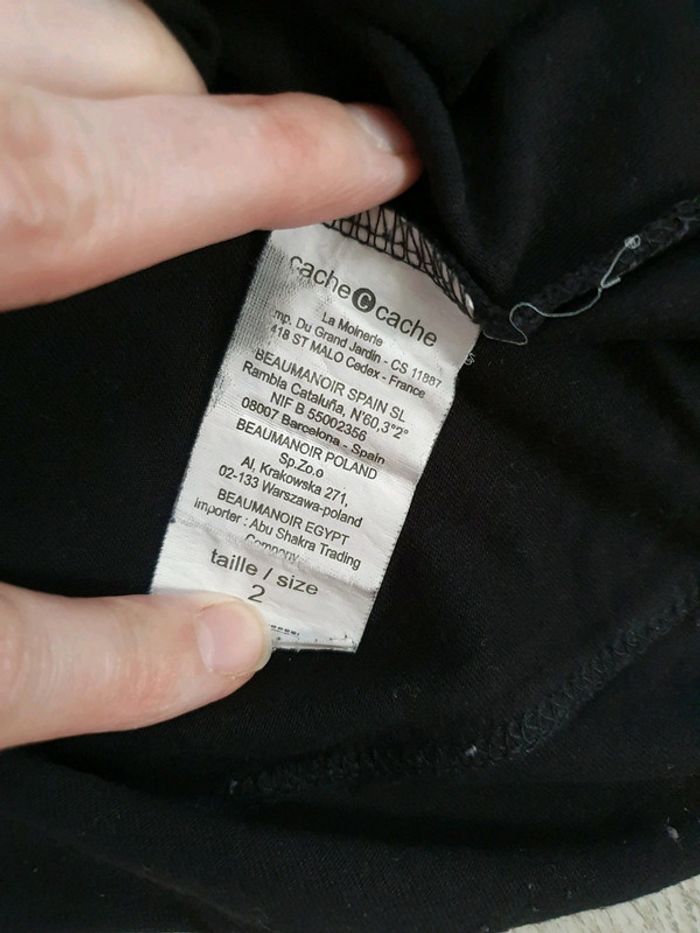 cache C cache
La Moinerie
mp. Du Grand Jardin - CS 11887
418 ST MALO Cedex - France
BEAUMANOIR SPAIN SL
Rambla Cataluña, N'60,3°2°
NIF B 55002356
08007 Barcelona - Spain
BEAUMANOIR POLAND
Sp.Zo.o
Al, Krakowska 271,
02-133 Warszawa-poland
BEAUMANOIR EGYPT
importer : Abu Shakra Trading
Company
taille / size
2